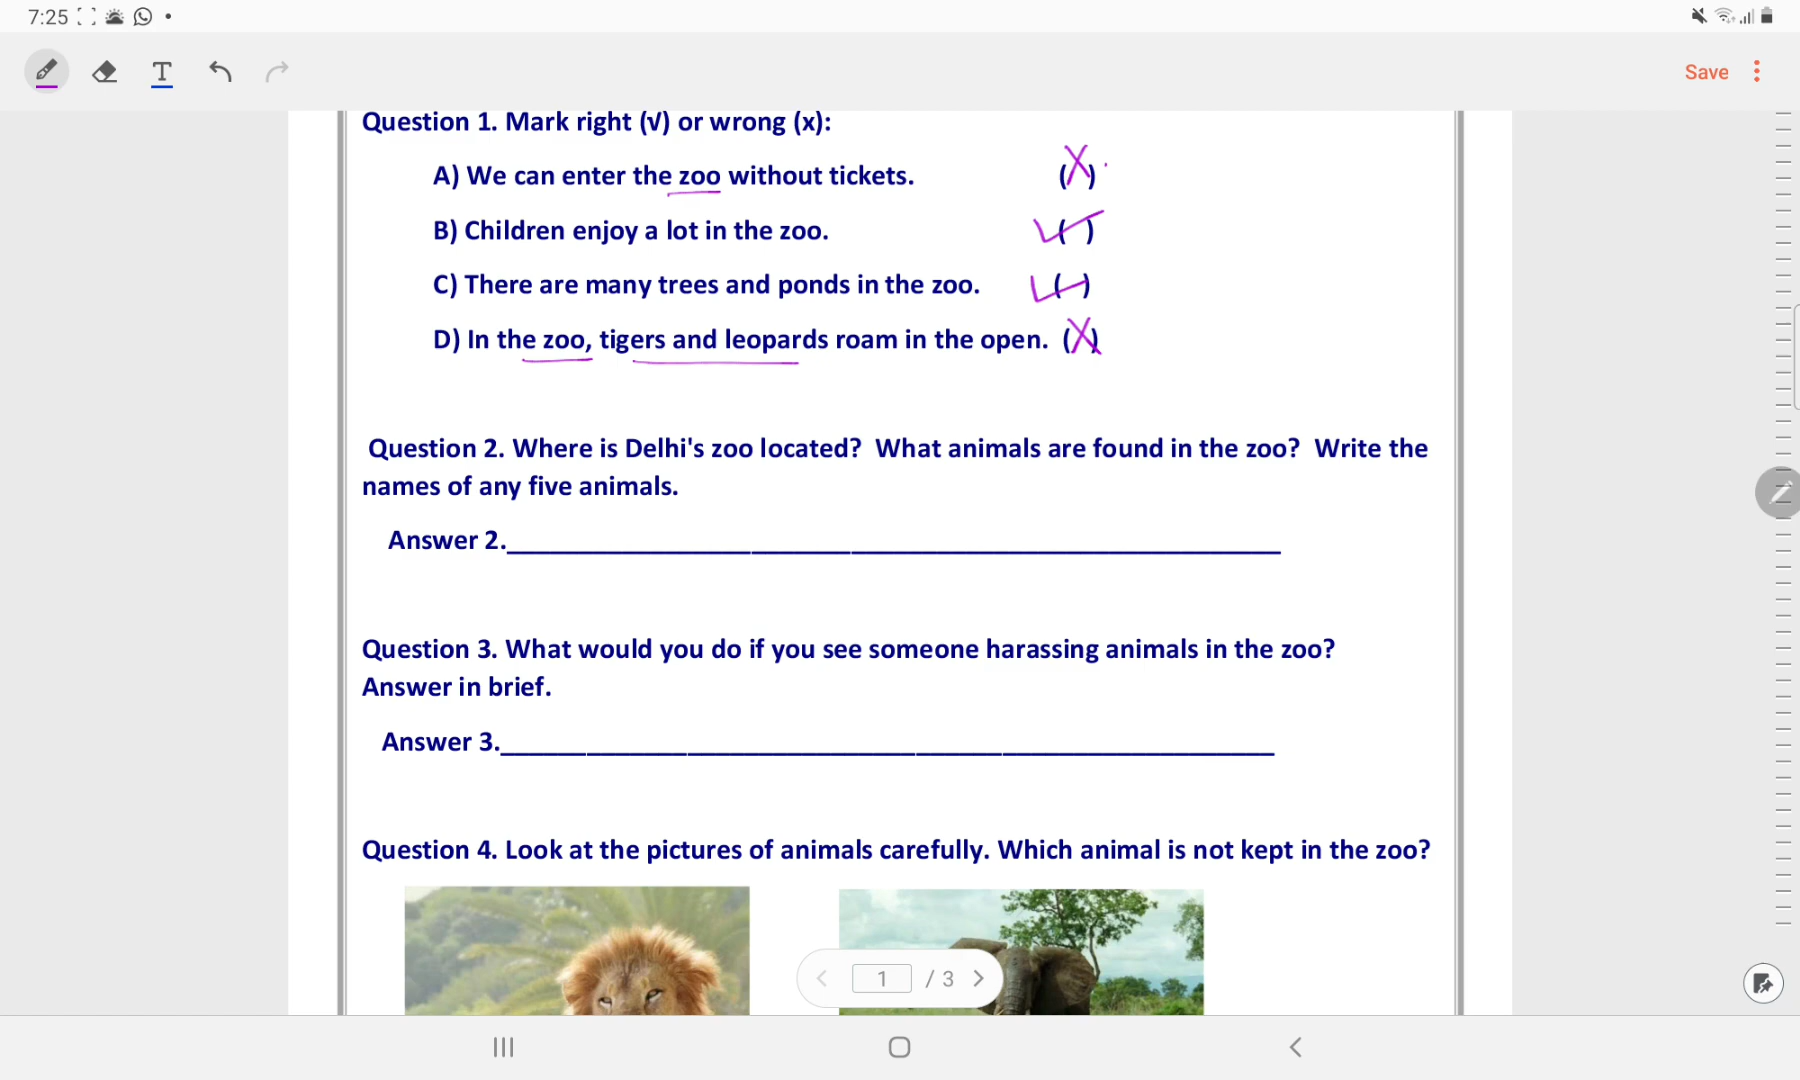 7:25
Save
Question 1. Mark right (√) or wrong (x):
A) We can enter the zoo without tickets. (X)
B) Children enjoy a lot in the zoo. (✓)
C) There are many trees and ponds in the zoo. (✓)
D) In the zoo, tigers and leopards roam in the open. (X)
Question 2. Where is Delhi's zoo located? What animals are found in the zoo? Write the
names of any five animals.
Answer 2.______
Question 3. What would you do if you see someone harassing animals in the zoo?
Answer in brief.
Answer 3.______
Question 4. Look at the pictures of animals carefully. Which animal is not kept in the zoo?
1 / 3